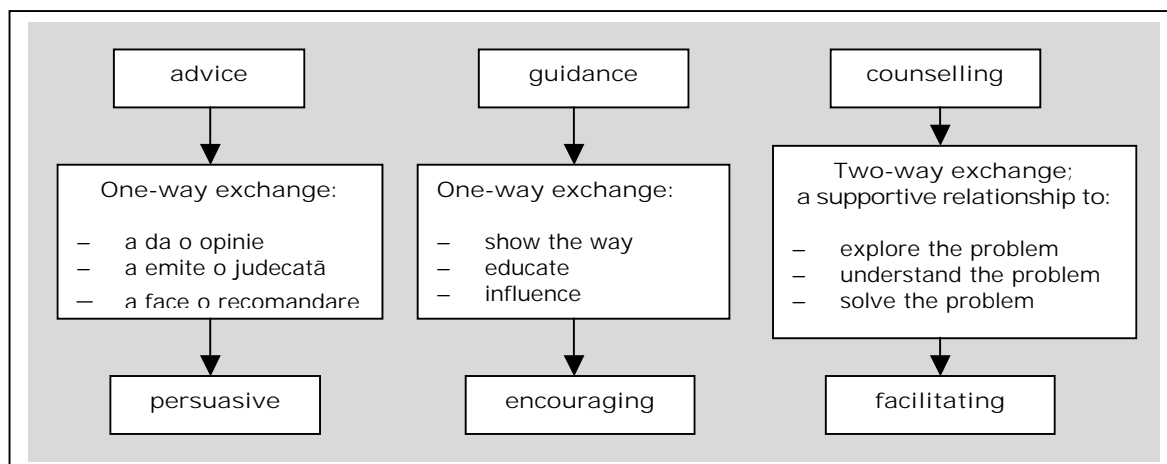 advice
guidance
counselling
One-way exchange:
– a da o opinie
– a emite o judecată
– a face o recomandare
One-way exchange:
– show the way
– educate
– influence
Two-way exchange;
a supportive relationship to:
– explore the problem
– understand the problem
– solve the problem
persuasive
encouraging
facilitating